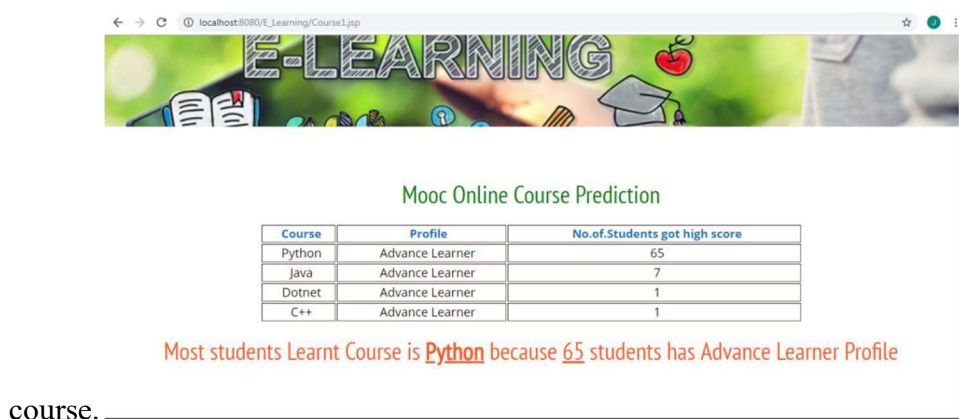 localhost:8080/E_Learning/Course1.jsp
J
E-LEARNING
Mooc Online Course Prediction
Course Profile No.of.Students got high score
Python Advance Learner 65
Java Advance Learner 7
Dotnet Advance Learner 1
C++ Advance Learner 1
Most students Learnt Course is Python because 65 students has Advance Learner Profile
course.